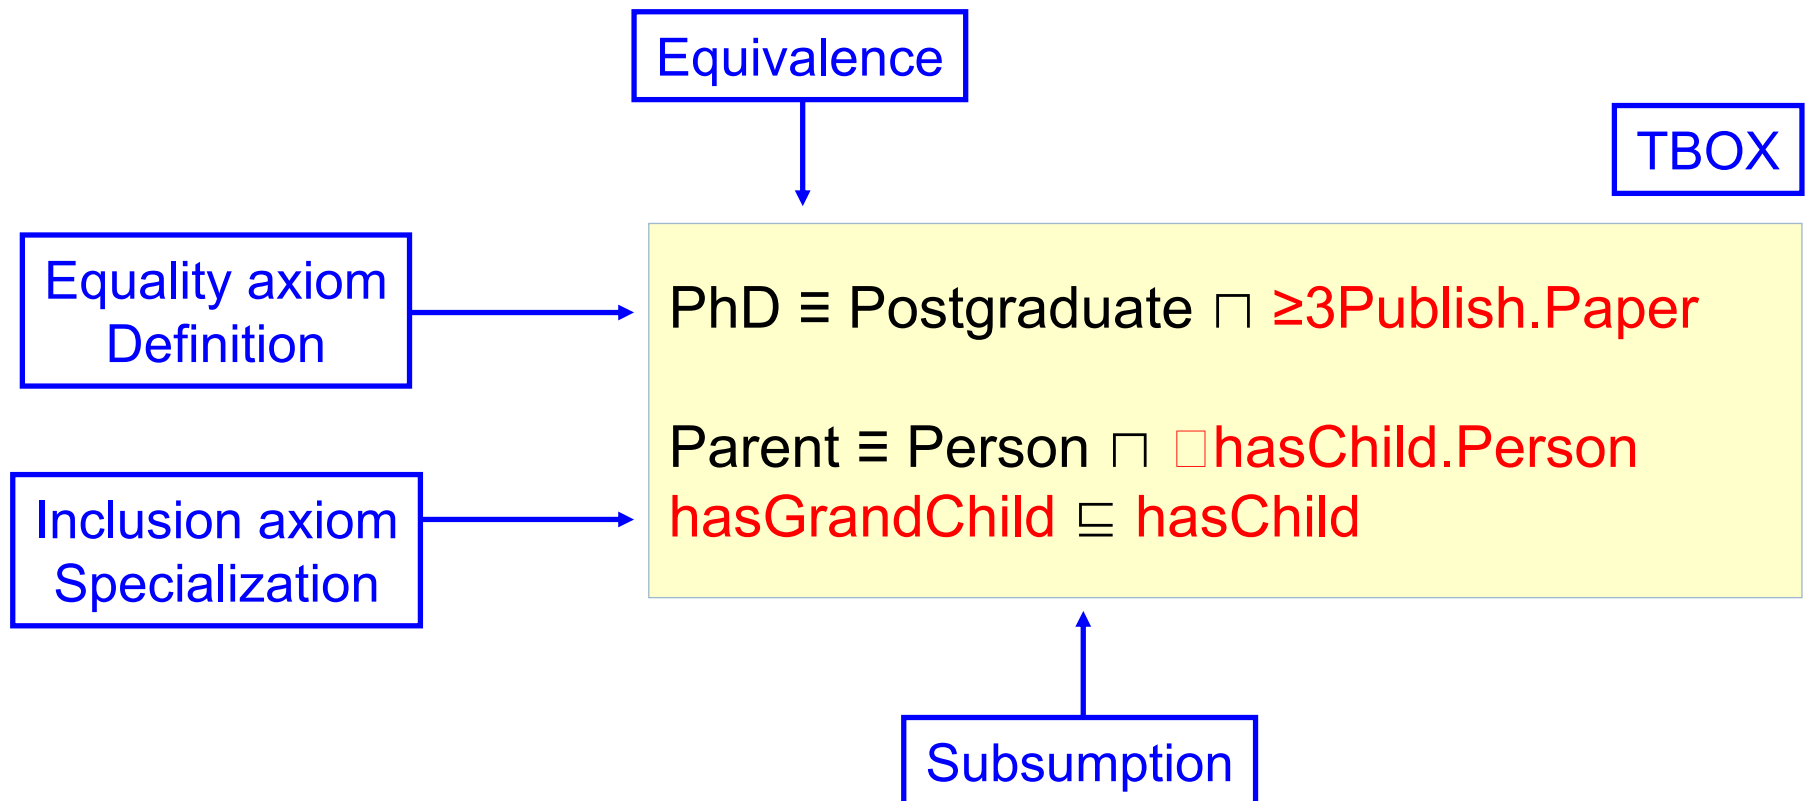 Equivalence
TBOX
Equality axiom
Definition
PhD ≡ Postgraduate ⊓ ≥3Publish.Paper
Parent ≡ Person ⊓ □hasChild.Person
hasGrandChild ⊑ hasChild
Inclusion axiom
Specialization
Subsumption